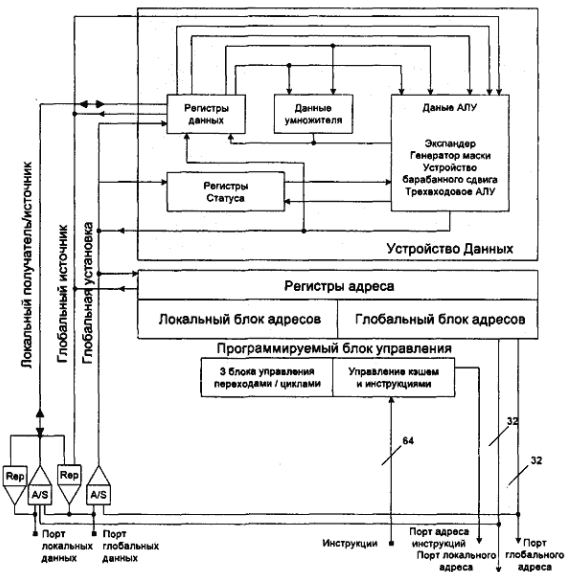 Регистры
данных
Данные
умножителя
Даные АЛУ
Экспандер
Генератор маски
Устройство
барабанного сдвига
Трехвходовое АЛУ
Регистры
Статуса
Устройство Данных
Локальный получатель/источник
Глобальный источник
Глобальная установка
Регистры адреса
Локальный блок адресов
Глобальный блок адресов
Программируемый блок управления
3 блока управления
переходами / циклами
Управление кэшем
и инструкциями
64
32
32
Rep
A/S
Rep
A/S
Порт
локальных
данных
Порт
глобальных
данных
Инструкции
Порт адреса
инструкций
Порт локального
адреса
Порт
глобального
адреса